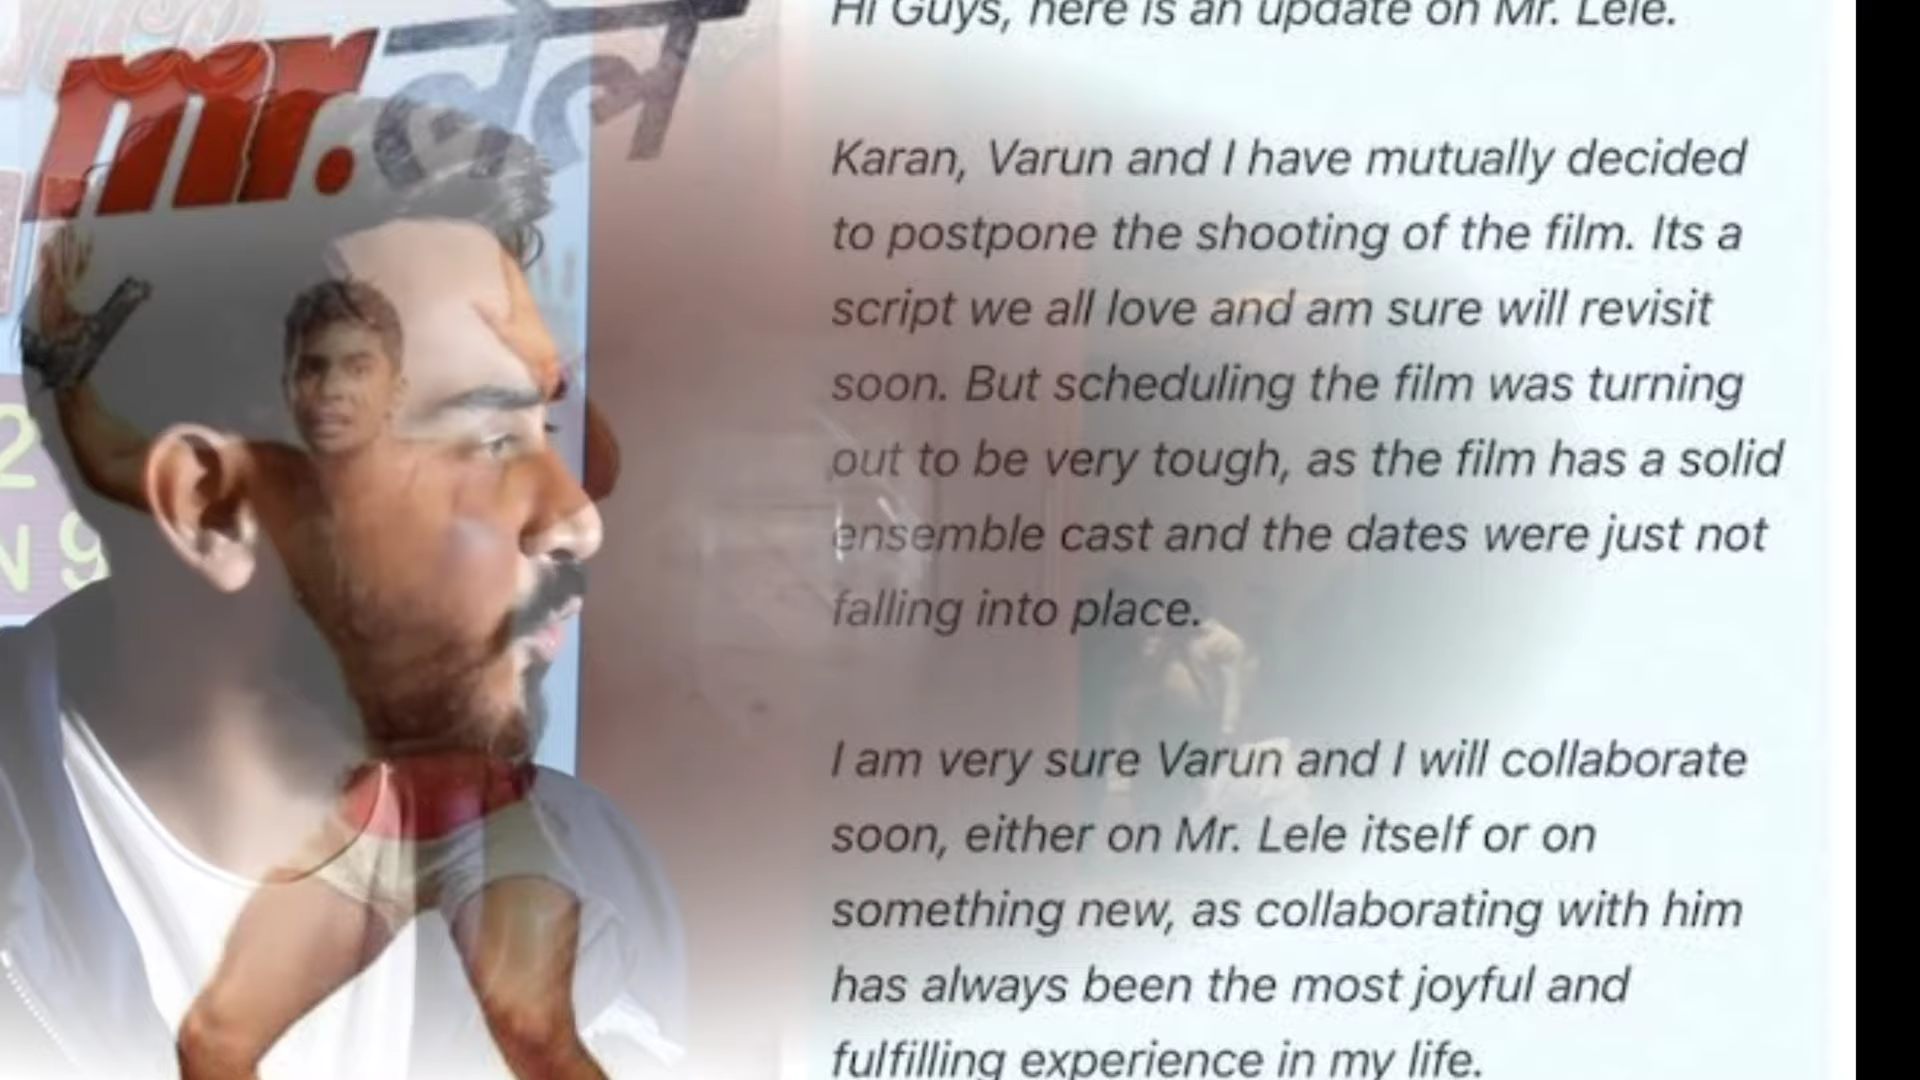 mr. लेले
Hi Guys, here is an update on Mr. Lele.
Karan, Varun and I have mutually decided
to postpone the shooting of the film. Its a
script we all love and am sure will revisit
soon. But scheduling the film was turning
out to be very tough, as the film has a solid
ensemble cast and the dates were just not
falling into place.
I am very sure Varun and I will collaborate
soon, either on Mr. Lele itself or on
something new, as collaborating with him
has always been the most joyful and
fulfilling experience in my life.
2
N 9